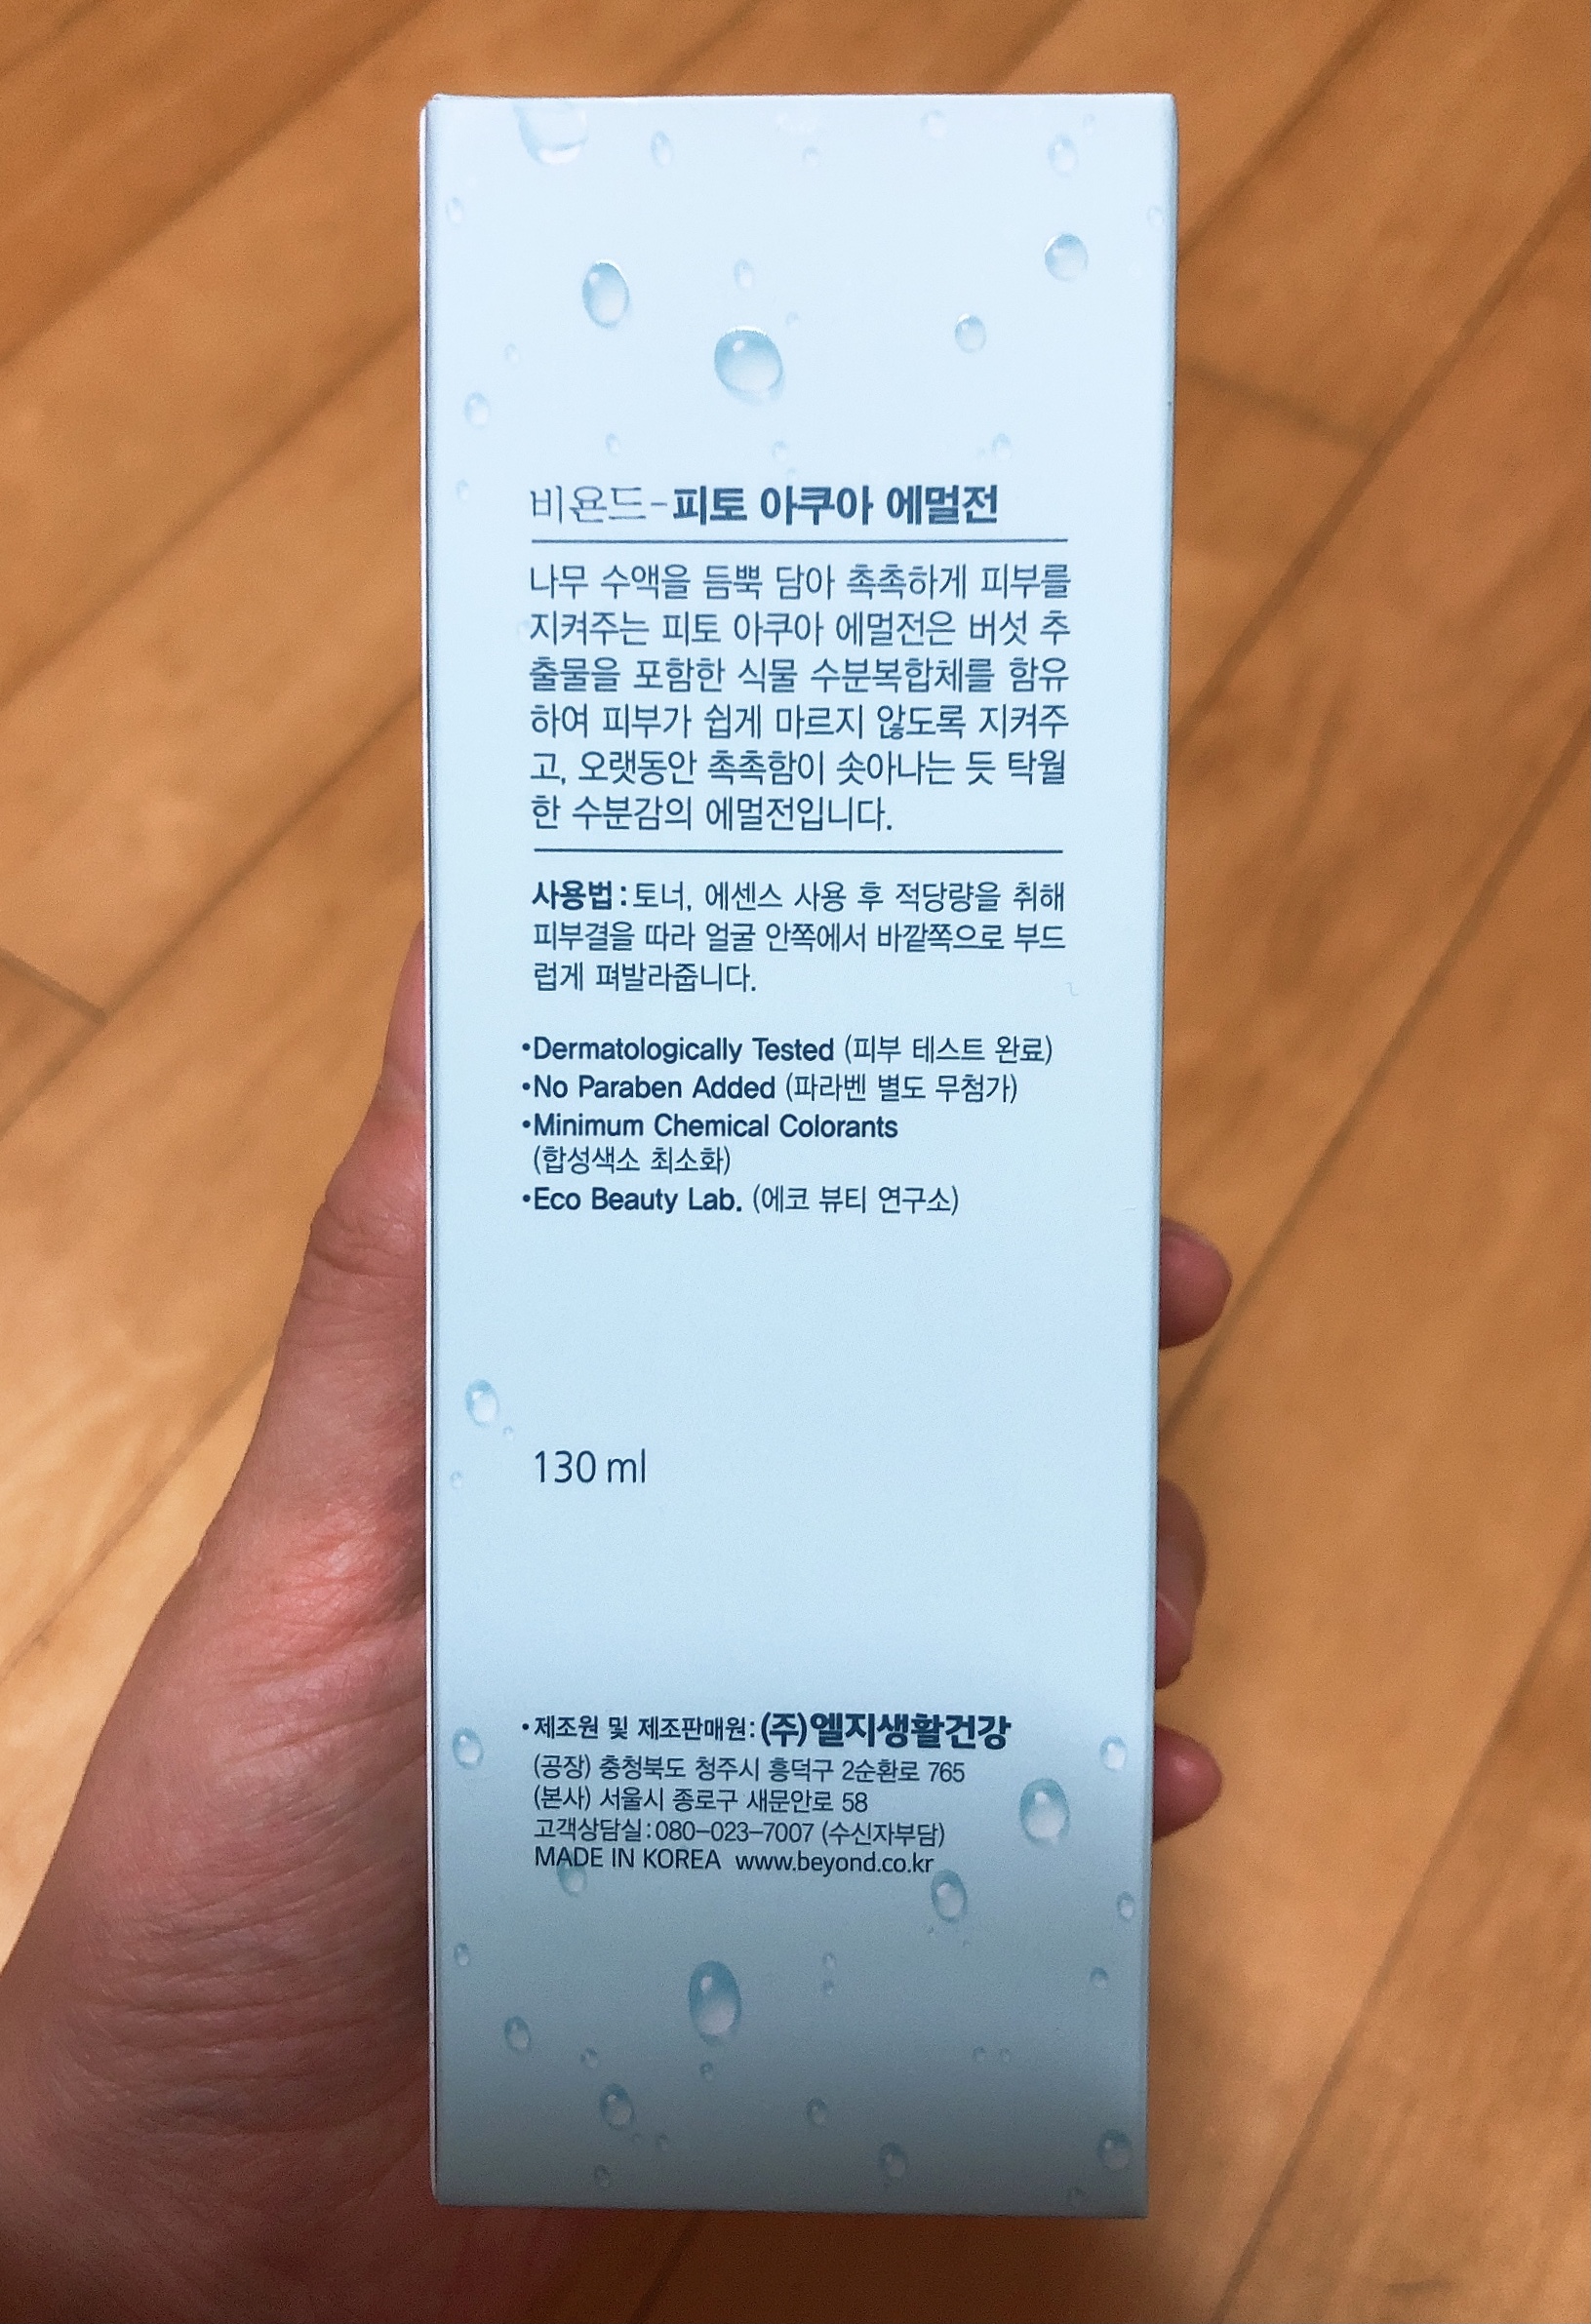 비욘드-피토 아쿠아 에멀전
나무 수액을 듬뿍 담아 촉촉하게 피부를
지켜주는 피토 아쿠아 에멀전은 버섯 추
출물을 포함한 식물 수분복합체를 함유
하여 피부가 쉽게 마르지 않도록 지켜주
고, 오랫동안 촉촉함이 솟아나는 듯 탁월
한 수분감의 에멀전입니다.
사용법:토너, 에센스 사용 후 적당량을 취해
피부결을 따라 얼굴 안쪽에서 바깥쪽으로 부드
럽게 펴발라줍니다.
•Dermatologically Tested (피부 테스트 완료)
•No Paraben Added (파라벤 별도 무첨가)
•Minimum Chemical Colorants
(합성색소 최소화)
•Eco Beauty Lab. (에코 뷰티 연구소)
130 ml
•제조원 및 제조판매원:(주)엘지생활건강
(공장) 충청북도 청주시 흥덕구 2순환로 765
(본사) 서울시 종로구 새문안로 58
고객상담실:080-023-7007 (수신자부담)
MADE IN KOREA www.beyond.co.kr